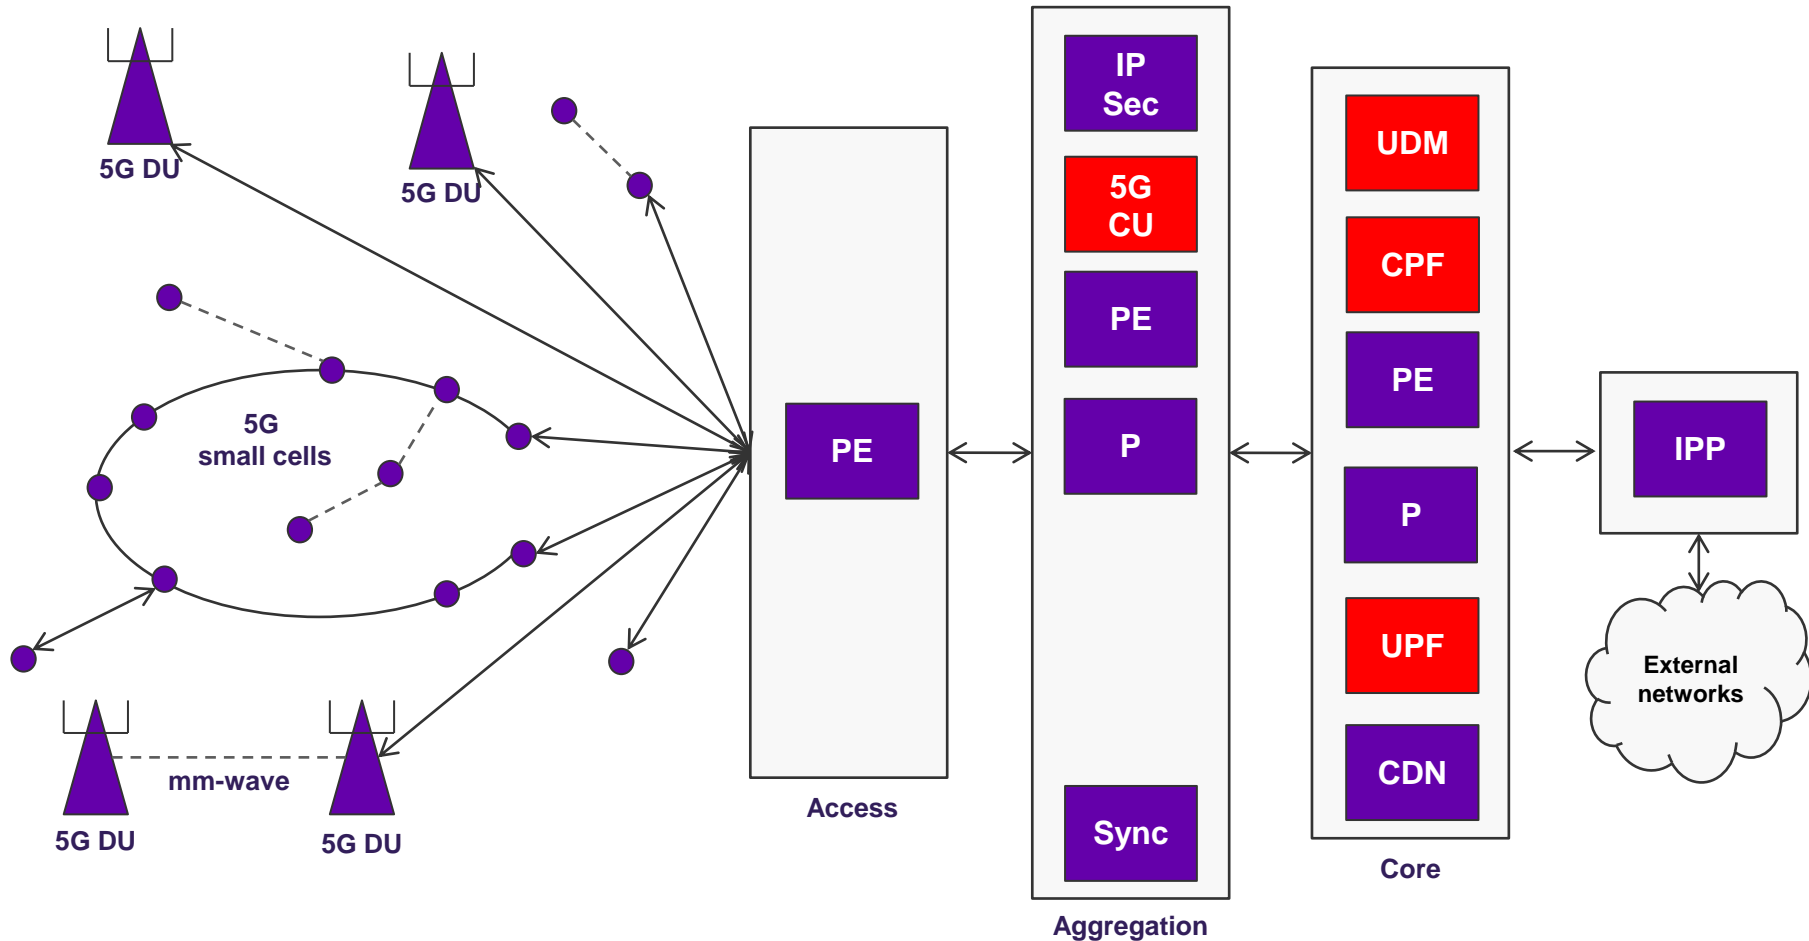 5G DU
5G DU
5G
small cells
mm-wave
5G DU
5G DU
PE
Access
IP
Sec
5G
CU
PE
P
Sync
Aggregation
UDM
CPF
PE
P
UPF
CDN
Core
IPP
External
networks